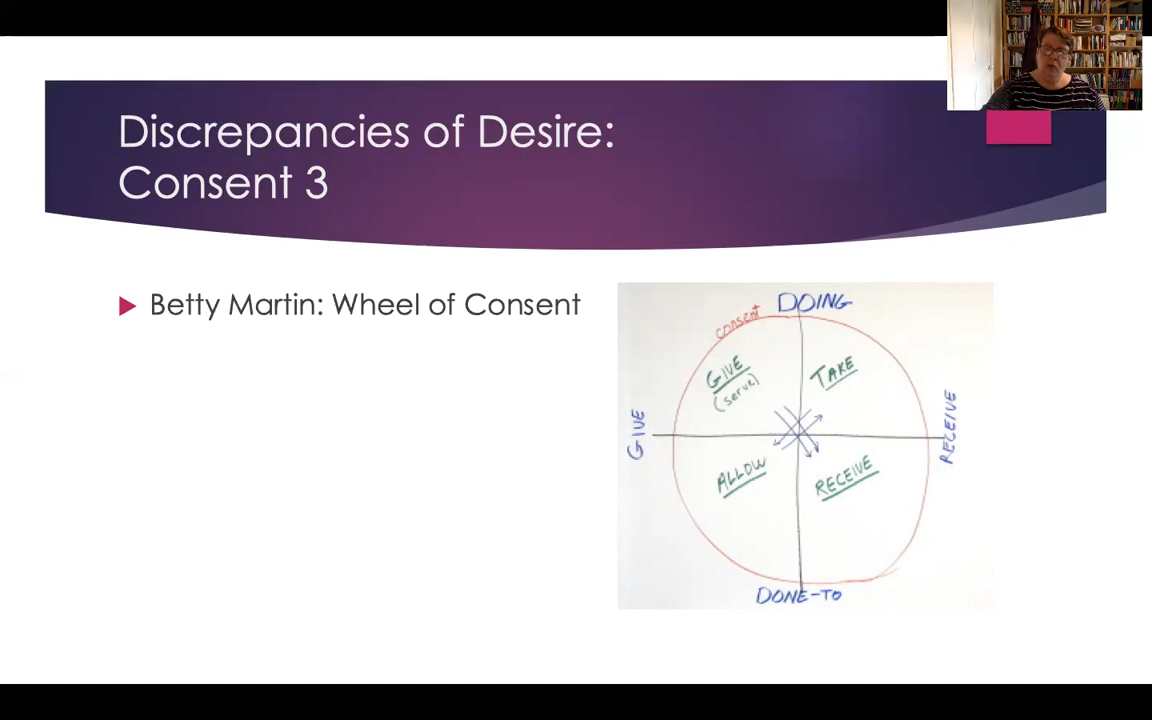 Discrepancies of Desire:
Consent 3
Betty Martin: Wheel of Consent
DOING
consent
GIVE
(serve)
TAKE
GIVE
RECEIVE
ALLOW
RECEIVE
DONE-TO